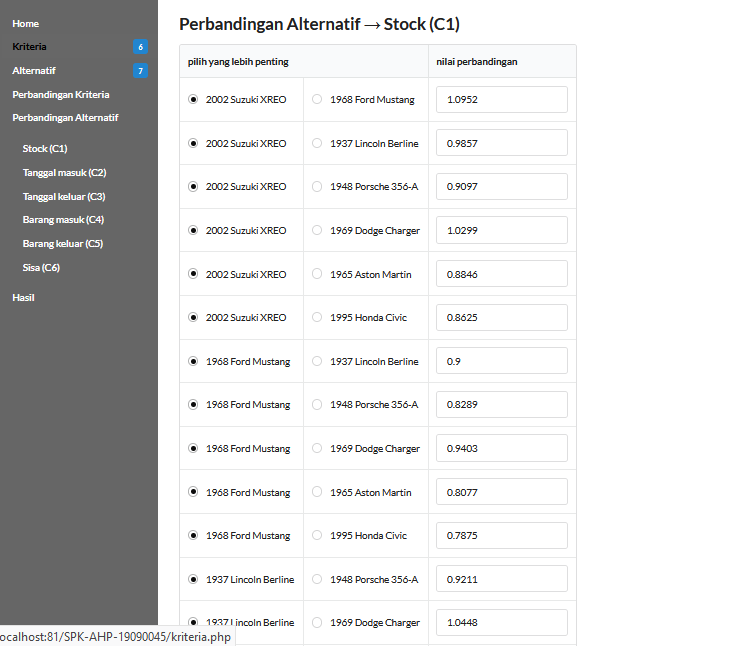 Home
Kriteria 6
Alternatif 7
Perbandingan Kriteria
Perbandingan Alternatif
Stock (C1)
Tanggal masuk (C2)
Tanggal keluar (C3)
Barang masuk (C4)
Barang keluar (C5)
Sisa (C6)
Hasil
Perbandingan Alternatif → Stock (C1)
pilih yang lebih penting nilai perbandingan
2002 Suzuki XREO 1968 Ford Mustang 1.0952
2002 Suzuki XREO 1937 Lincoln Berline 0.9857
2002 Suzuki XREO 1948 Porsche 356-A 0.9097
2002 Suzuki XREO 1969 Dodge Charger 1.0299
2002 Suzuki XREO 1965 Aston Martin 0.8846
2002 Suzuki XREO 1995 Honda Civic 0.8625
1968 Ford Mustang 1937 Lincoln Berline 0.9
1968 Ford Mustang 1948 Porsche 356-A 0.8289
1968 Ford Mustang 1969 Dodge Charger 0.9403
1968 Ford Mustang 1965 Aston Martin 0.8077
1968 Ford Mustang 1995 Honda Civic 0.7875
1937 Lincoln Berline 1948 Porsche 356-A 0.9211
1937 Lincoln Berline 1969 Dodge Charger 1.0448
ocalhost:81/SPK-AHP-19090045/kriteria.php